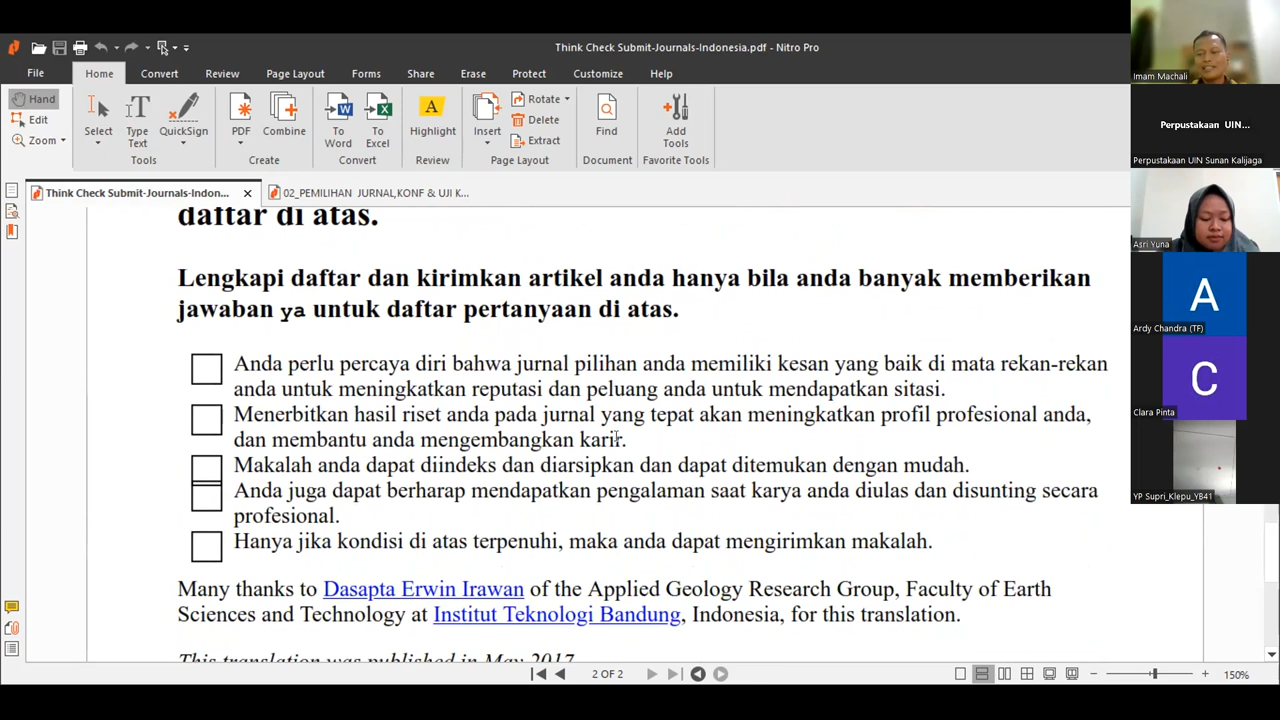 Think Check Submit-Journals-Indonesia.pdf - Nitro Pro
File Home Convert Review Page Layout Forms Share Erase Protect Customize Help
Hand
Edit
Zoom
Select
Type Text
QuickSign
Tools
PDF
Combine
Create
To Word
To Excel
Convert
Highlight
Review
Insert
Rotate
Delete
Extract
Page Layout
Find
Document
Add Tools
Favorite Tools
Think Check Submit-Journals-Indon...
02_PEMILIHAN JURNAL,KONF & UJI K...
daftar di atas.
Lengkapi daftar dan kirimkan artikel anda hanya bila anda banyak memberikan
jawaban ya untuk daftar pertanyaan di atas.
Anda perlu percaya diri bahwa jurnal pilihan anda memiliki kesan yang baik di mata rekan-rekan
anda untuk meningkatkan reputasi dan peluang anda untuk mendapatkan sitasi.
Menerbitkan hasil riset anda pada jurnal yang tepat akan meningkatkan profil profesional anda,
dan membantu anda mengembangkan karir.
Makalah anda dapat diindeks dan diarsipkan dan dapat ditemukan dengan mudah.
Anda juga dapat berharap mendapatkan pengalaman saat karya anda diulas dan disunting secara
profesional.
Hanya jika kondisi di atas terpenuhi, maka anda dapat mengirimkan makalah.
Many thanks to Dasapta Erwin Irawan of the Applied Geology Research Group, Faculty of Earth
Sciences and Technology at Institut Teknologi Bandung, Indonesia, for this translation.
This translation was published in May 2017
2 OF 2
150%
Imam Machali
Perpustakaan UIN...
Perpustakaan UIN Sunan Kalijaga
Asri Yuna
A
Ardy Chandra (TF)
C
Clara Pinta
YP Supri_Klepu_YB41